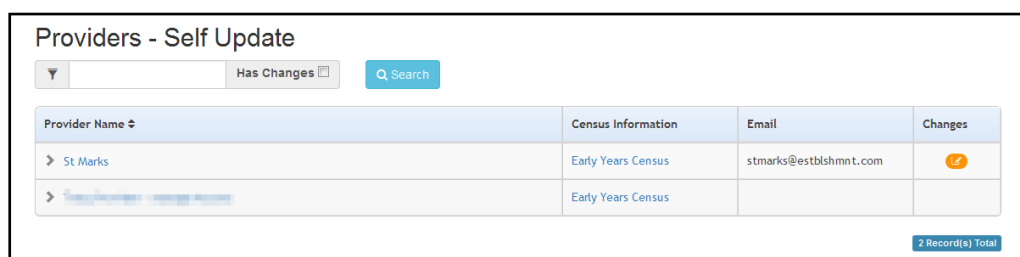 Providers - Self Update
Has Changes Search
Provider Name Census Information Email Changes
St Marks Early Years Census stmarks@estblshmnt.com
Early Years Census
2 Record(s) Total